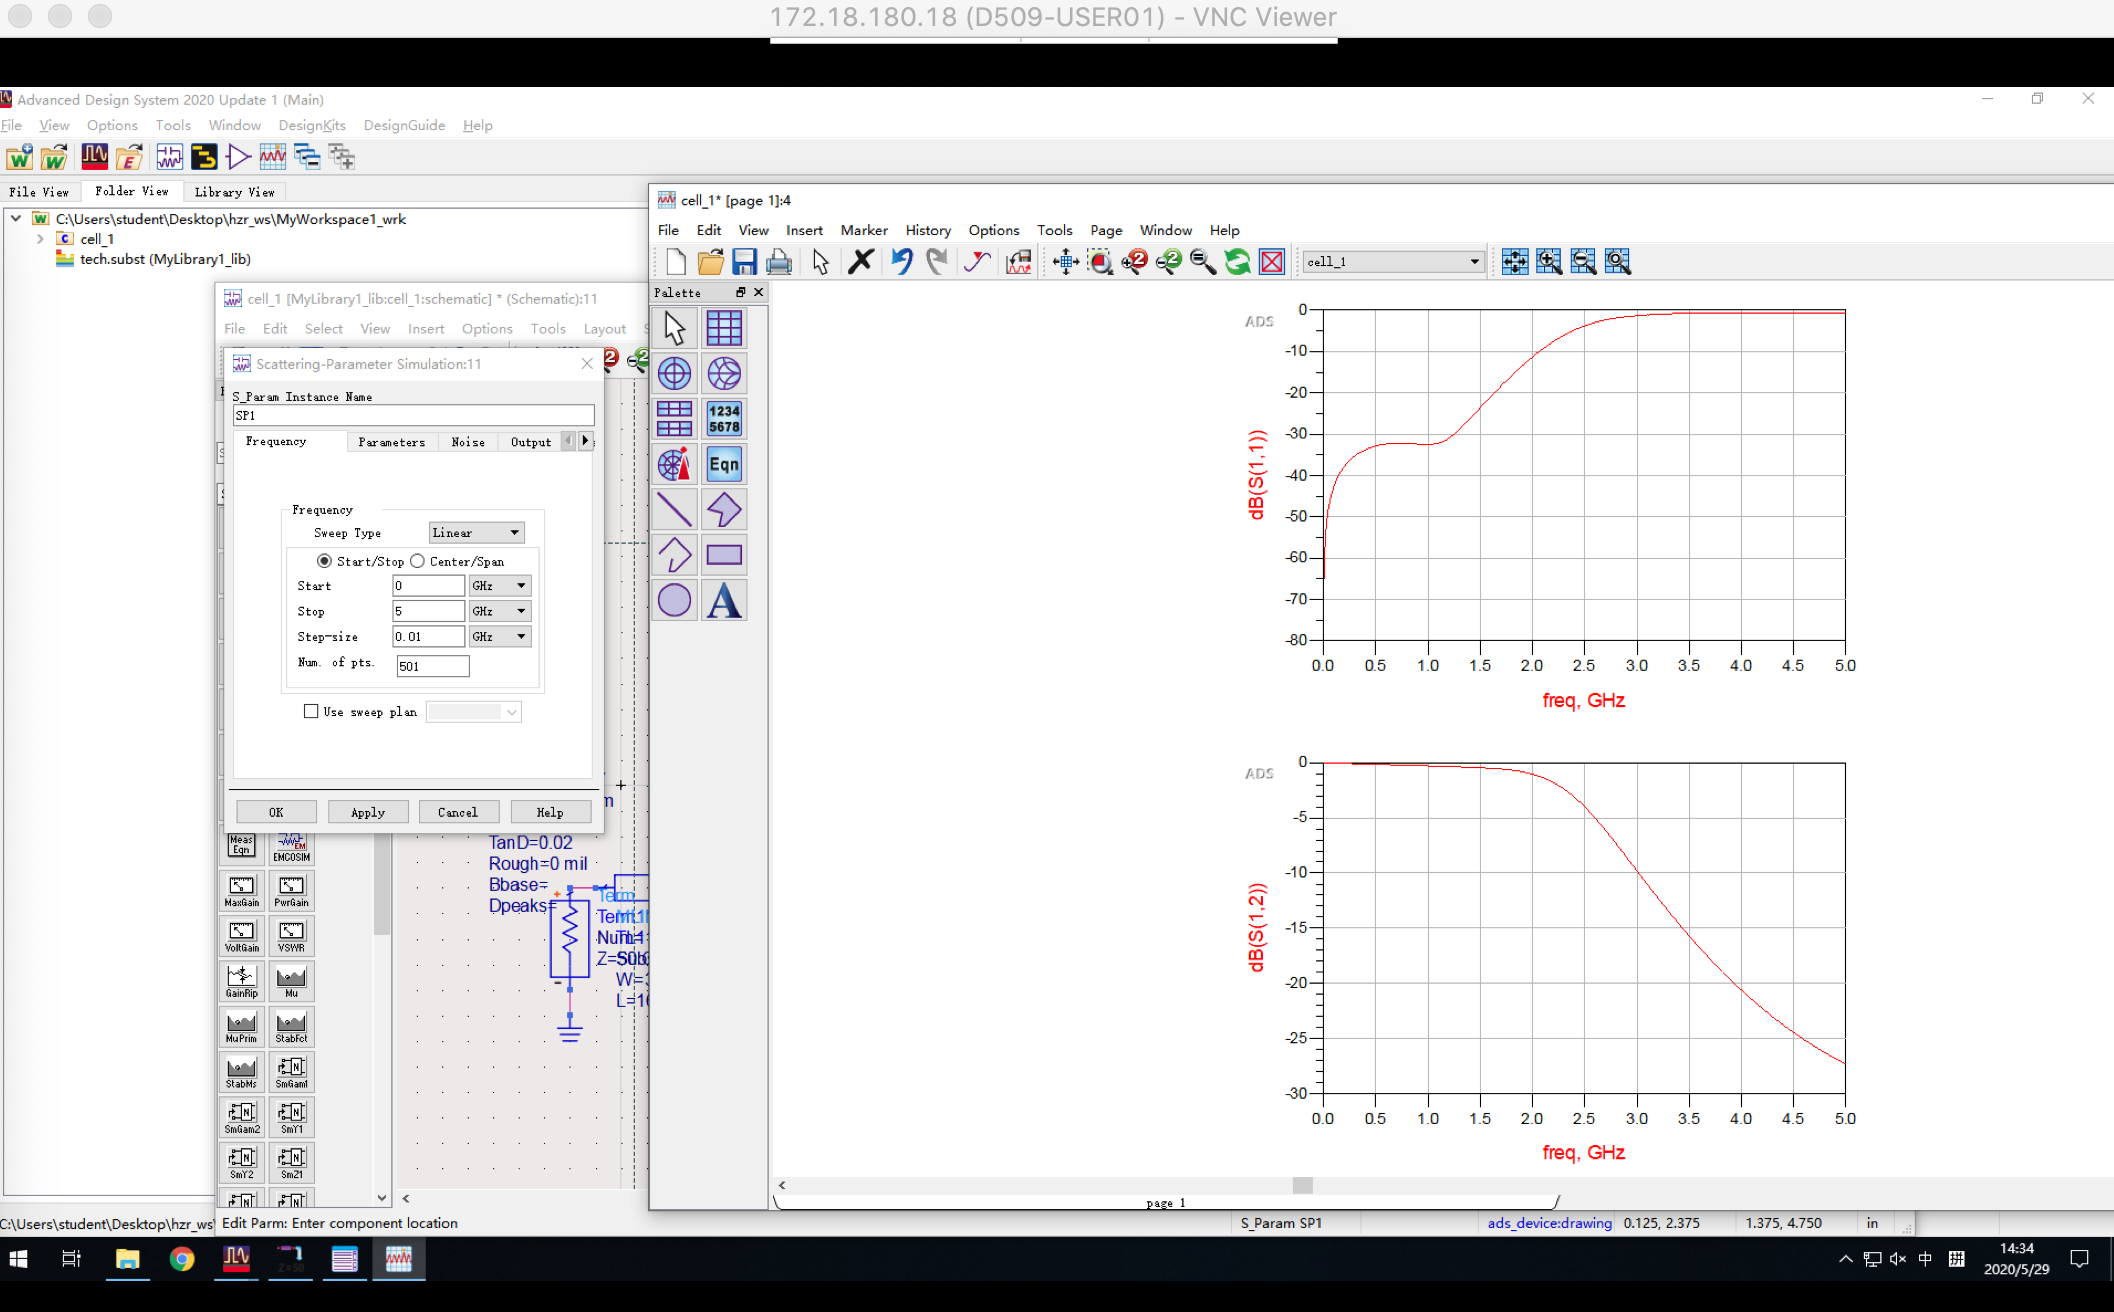 172.18.180.18 (D509-USER01) - VNC Viewer
Advanced Design System 2020 Update 1 (Main)
File View Options Tools Window DesignKits DesignGuide Help
File View Folder View Library View
C:\Users\student\Desktop\hzr_ws\MyWorkspace1_wrk
cell_1
tech.subst (MyLibrary1_lib)
cell_1 [MyLibrary1_lib:cell_1:schematic] * (Schematic):11
File Edit Select View Insert Options Tools Layout
Scattering-Parameter Simulation:11
S_Param Instance Name
SP1
Frequency Parameters Noise Output
Frequency
Sweep Type Linear
Start/Stop Center/Span
Start 0 GHz
Stop 5 GHz
Step-size 0.01 GHz
Num. of pts. 501
Use sweep plan
OK Apply Cancel Help
Meas Eqn EMCOSIM
MaxGain PwrGain
VoltGain VSWR
GainRip Mu
MuPrim StabFct
StabMs SmGam1
SmGam2 SmY1
SmY2 SmZ1
TanD=0.02
Rough=0 mil
Bbase=
Dpeaks=
Term
cell_1* [page 1]:4
File Edit View Insert Marker History Options Tools Page Window Help
cell_1
Palette
1234
5678
Eqn
A
ADS
dB(S(1,1))
0
-10
-20
-30
-40
-50
-60
-70
-80
0.0 0.5 1.0 1.5 2.0 2.5 3.0 3.5 4.0 4.5 5.0
freq, GHz
ADS
dB(S(1,2))
0
-5
-10
-15
-20
-25
-30
0.0 0.5 1.0 1.5 2.0 2.5 3.0 3.5 4.0 4.5 5.0
freq, GHz
page 1
C:\Users\student\Desktop\hzr_ws\
Edit Parm: Enter component location
S_Param SP1
ads_device:drawing 0.125, 2.375 1.375, 4.750 in
中 拼
14:34
2020/5/29